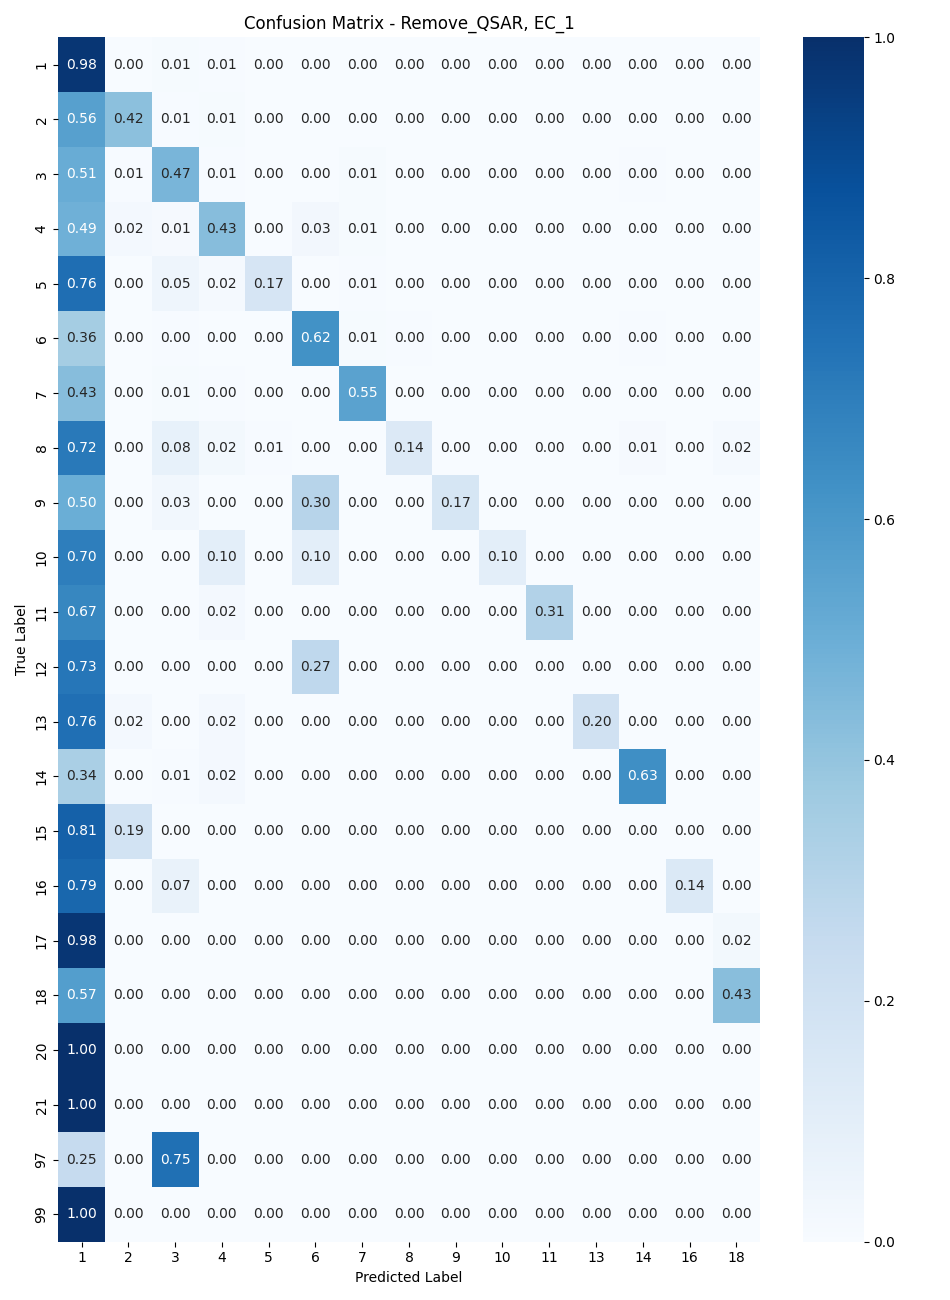 Confusion Matrix - Remove_QSAR, EC_1
1 0.98 0.00 0.01 0.01 0.00 0.00 0.00 0.00 0.00 0.00 0.00 0.00 0.00 0.00 0.00
2 0.56 0.42 0.01 0.01 0.00 0.00 0.00 0.00 0.00 0.00 0.00 0.00 0.00 0.00 0.00
3 0.51 0.01 0.47 0.01 0.00 0.00 0.01 0.00 0.00 0.00 0.00 0.00 0.00 0.00 0.00
4 0.49 0.02 0.01 0.43 0.00 0.03 0.01 0.00 0.00 0.00 0.00 0.00 0.00 0.00 0.00
5 0.76 0.00 0.05 0.02 0.17 0.00 0.01 0.00 0.00 0.00 0.00 0.00 0.00 0.00 0.00
6 0.36 0.00 0.00 0.00 0.00 0.62 0.01 0.00 0.00 0.00 0.00 0.00 0.00 0.00 0.00
7 0.43 0.00 0.01 0.00 0.00 0.00 0.55 0.00 0.00 0.00 0.00 0.00 0.00 0.00 0.00
8 0.72 0.00 0.08 0.02 0.01 0.00 0.00 0.14 0.00 0.00 0.00 0.00 0.01 0.00 0.02
9 0.50 0.00 0.03 0.00 0.00 0.30 0.00 0.00 0.17 0.00 0.00 0.00 0.00 0.00 0.00
10 0.70 0.00 0.00 0.10 0.00 0.10 0.00 0.00 0.00 0.10 0.00 0.00 0.00 0.00 0.00
11 0.67 0.00 0.00 0.02 0.00 0.00 0.00 0.00 0.00 0.00 0.31 0.00 0.00 0.00 0.00
12 0.73 0.00 0.00 0.00 0.00 0.27 0.00 0.00 0.00 0.00 0.00 0.00 0.00 0.00 0.00
13 0.76 0.02 0.00 0.02 0.00 0.00 0.00 0.00 0.00 0.00 0.00 0.20 0.00 0.00 0.00
14 0.34 0.00 0.01 0.02 0.00 0.00 0.00 0.00 0.00 0.00 0.00 0.00 0.63 0.00 0.00
15 0.81 0.19 0.00 0.00 0.00 0.00 0.00 0.00 0.00 0.00 0.00 0.00 0.00 0.00 0.00
16 0.79 0.00 0.07 0.00 0.00 0.00 0.00 0.00 0.00 0.00 0.00 0.00 0.00 0.14 0.00
17 0.98 0.00 0.00 0.00 0.00 0.00 0.00 0.00 0.00 0.00 0.00 0.00 0.00 0.00 0.02
18 0.57 0.00 0.00 0.00 0.00 0.00 0.00 0.00 0.00 0.00 0.00 0.00 0.00 0.00 0.43
20 1.00 0.00 0.00 0.00 0.00 0.00 0.00 0.00 0.00 0.00 0.00 0.00 0.00 0.00 0.00
21 1.00 0.00 0.00 0.00 0.00 0.00 0.00 0.00 0.00 0.00 0.00 0.00 0.00 0.00 0.00
97 0.25 0.00 0.75 0.00 0.00 0.00 0.00 0.00 0.00 0.00 0.00 0.00 0.00 0.00 0.00
99 1.00 0.00 0.00 0.00 0.00 0.00 0.00 0.00 0.00 0.00 0.00 0.00 0.00 0.00 0.00
1 2 3 4 5 6 7 8 9 10 11 13 14 16 18
Predicted Label
True Label
1.0
0.8
0.6
0.4
0.2
0.0